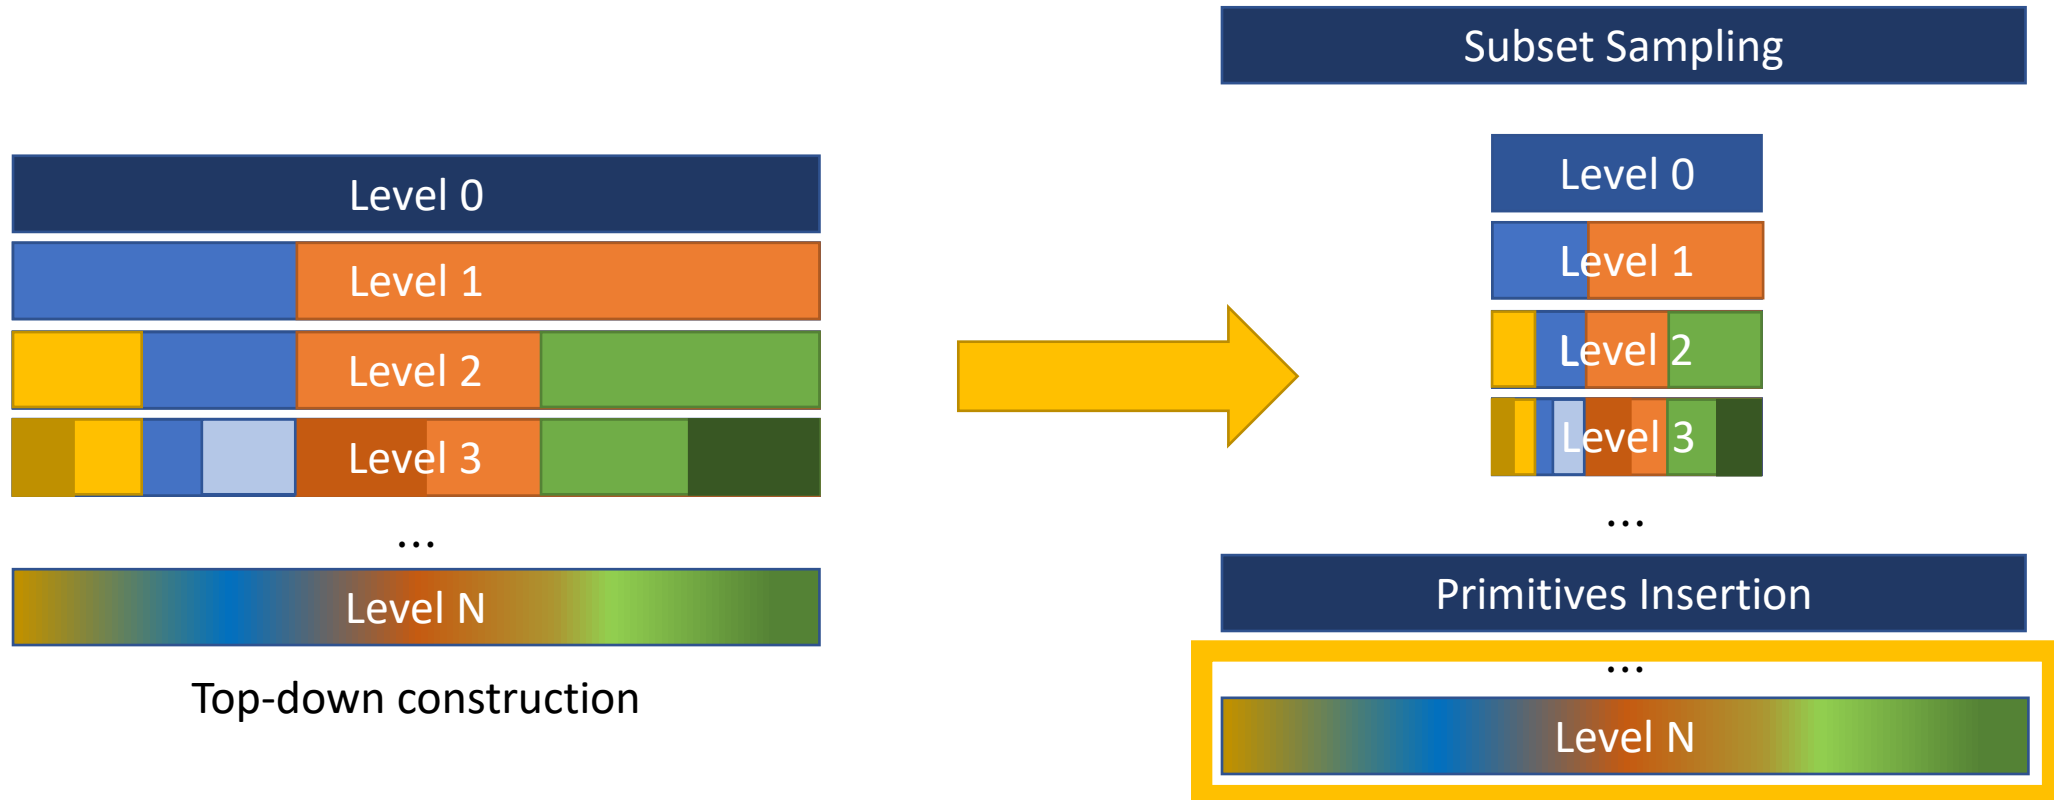 Level 0
Level 1
Level 2
Level 3
...
Level N
Top-down construction
Subset Sampling
Level 0
Level 1
Level 2
Level 3
...
Primitives Insertion
...
Level N